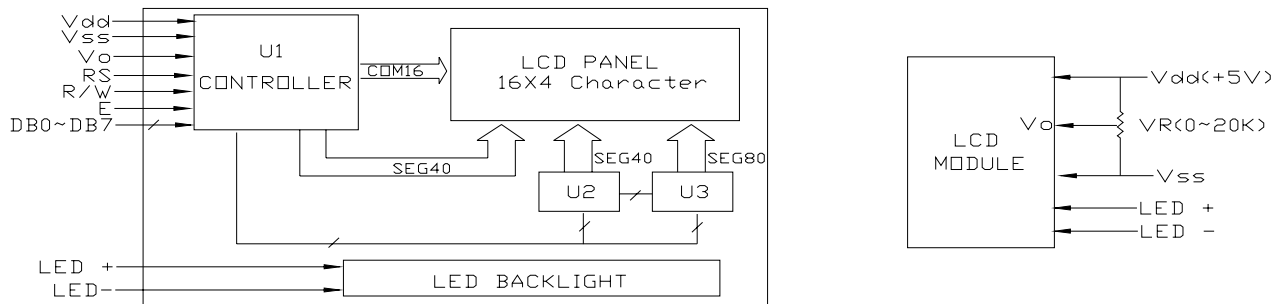 Vdd
Vss
Vo
RS
R/W
E
DB0~DB7
U1
CONTROLLER
COM16
LCD PANEL
16X4 Character
SEG40
SEG40
SEG80
U2
U3
LED +
LED-
LED BACKLIGHT
LCD
MODULE
Vdd(+5V)
Vo
VR(0~20K)
Vss
LED +
LED -